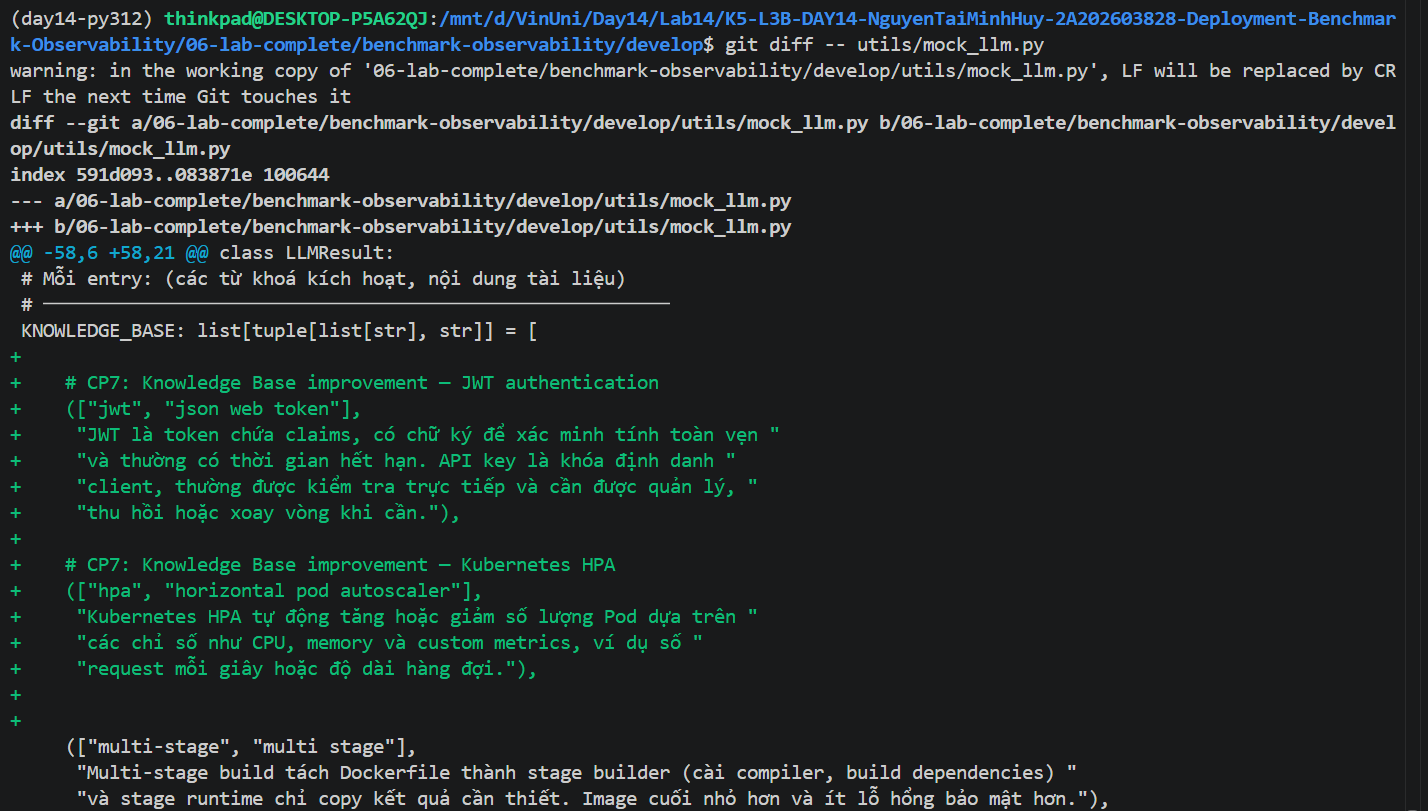 (day14-py312) thinkpad@DESKTOP-P5A62QJ:/mnt/d/VinUni/Day14/Lab14/K5-L3B-DAY14-NguyenTaiMinhHuy-2A202603828-Deployment-Benchmar
k-Observability/06-lab-complete/benchmark-observability/develop$ git diff -- utils/mock_llm.py
warning: in the working copy of '06-lab-complete/benchmark-observability/develop/utils/mock_llm.py', LF will be replaced by CR
LF the next time Git touches it
diff --git a/06-lab-complete/benchmark-observability/develop/utils/mock_llm.py b/06-lab-complete/benchmark-observability/devel
op/utils/mock_llm.py
index 591d093..083871e 100644
--- a/06-lab-complete/benchmark-observability/develop/utils/mock_llm.py
+++ b/06-lab-complete/benchmark-observability/develop/utils/mock_llm.py
@@ -58,6 +58,21 @@ class LLMResult:
 # Mỗi entry: (các từ khoá kích hoạt, nội dung tài liệu)
 # ─────────────────────────────────────────────────────────
 KNOWLEDGE_BASE: list[tuple[list[str], str]] = [
+
+    # CP7: Knowledge Base improvement — JWT authentication
+    (["jwt", "json web token"],
+     "JWT là token chứa claims, có chữ ký để xác minh tính toàn vẹn "
+     "và thường có thời gian hết hạn. API key là khóa định danh "
+     "client, thường được kiểm tra trực tiếp và cần được quản lý, "
+     "thu hồi hoặc xoay vòng khi cần."),
+
+    # CP7: Knowledge Base improvement — Kubernetes HPA
+    (["hpa", "horizontal pod autoscaler"],
+     "Kubernetes HPA tự động tăng hoặc giảm số lượng Pod dựa trên "
+     "các chỉ số như CPU, memory và custom metrics, ví dụ số "
+     "request mỗi giây hoặc độ dài hàng đợi."),
+
+
     (["multi-stage", "multi stage"],
      "Multi-stage build tách Dockerfile thành stage builder (cài compiler, build dependencies) "
      "và stage runtime chỉ copy kết quả cần thiết. Image cuối nhỏ hơn và ít lỗ hổng bảo mật hơn."),